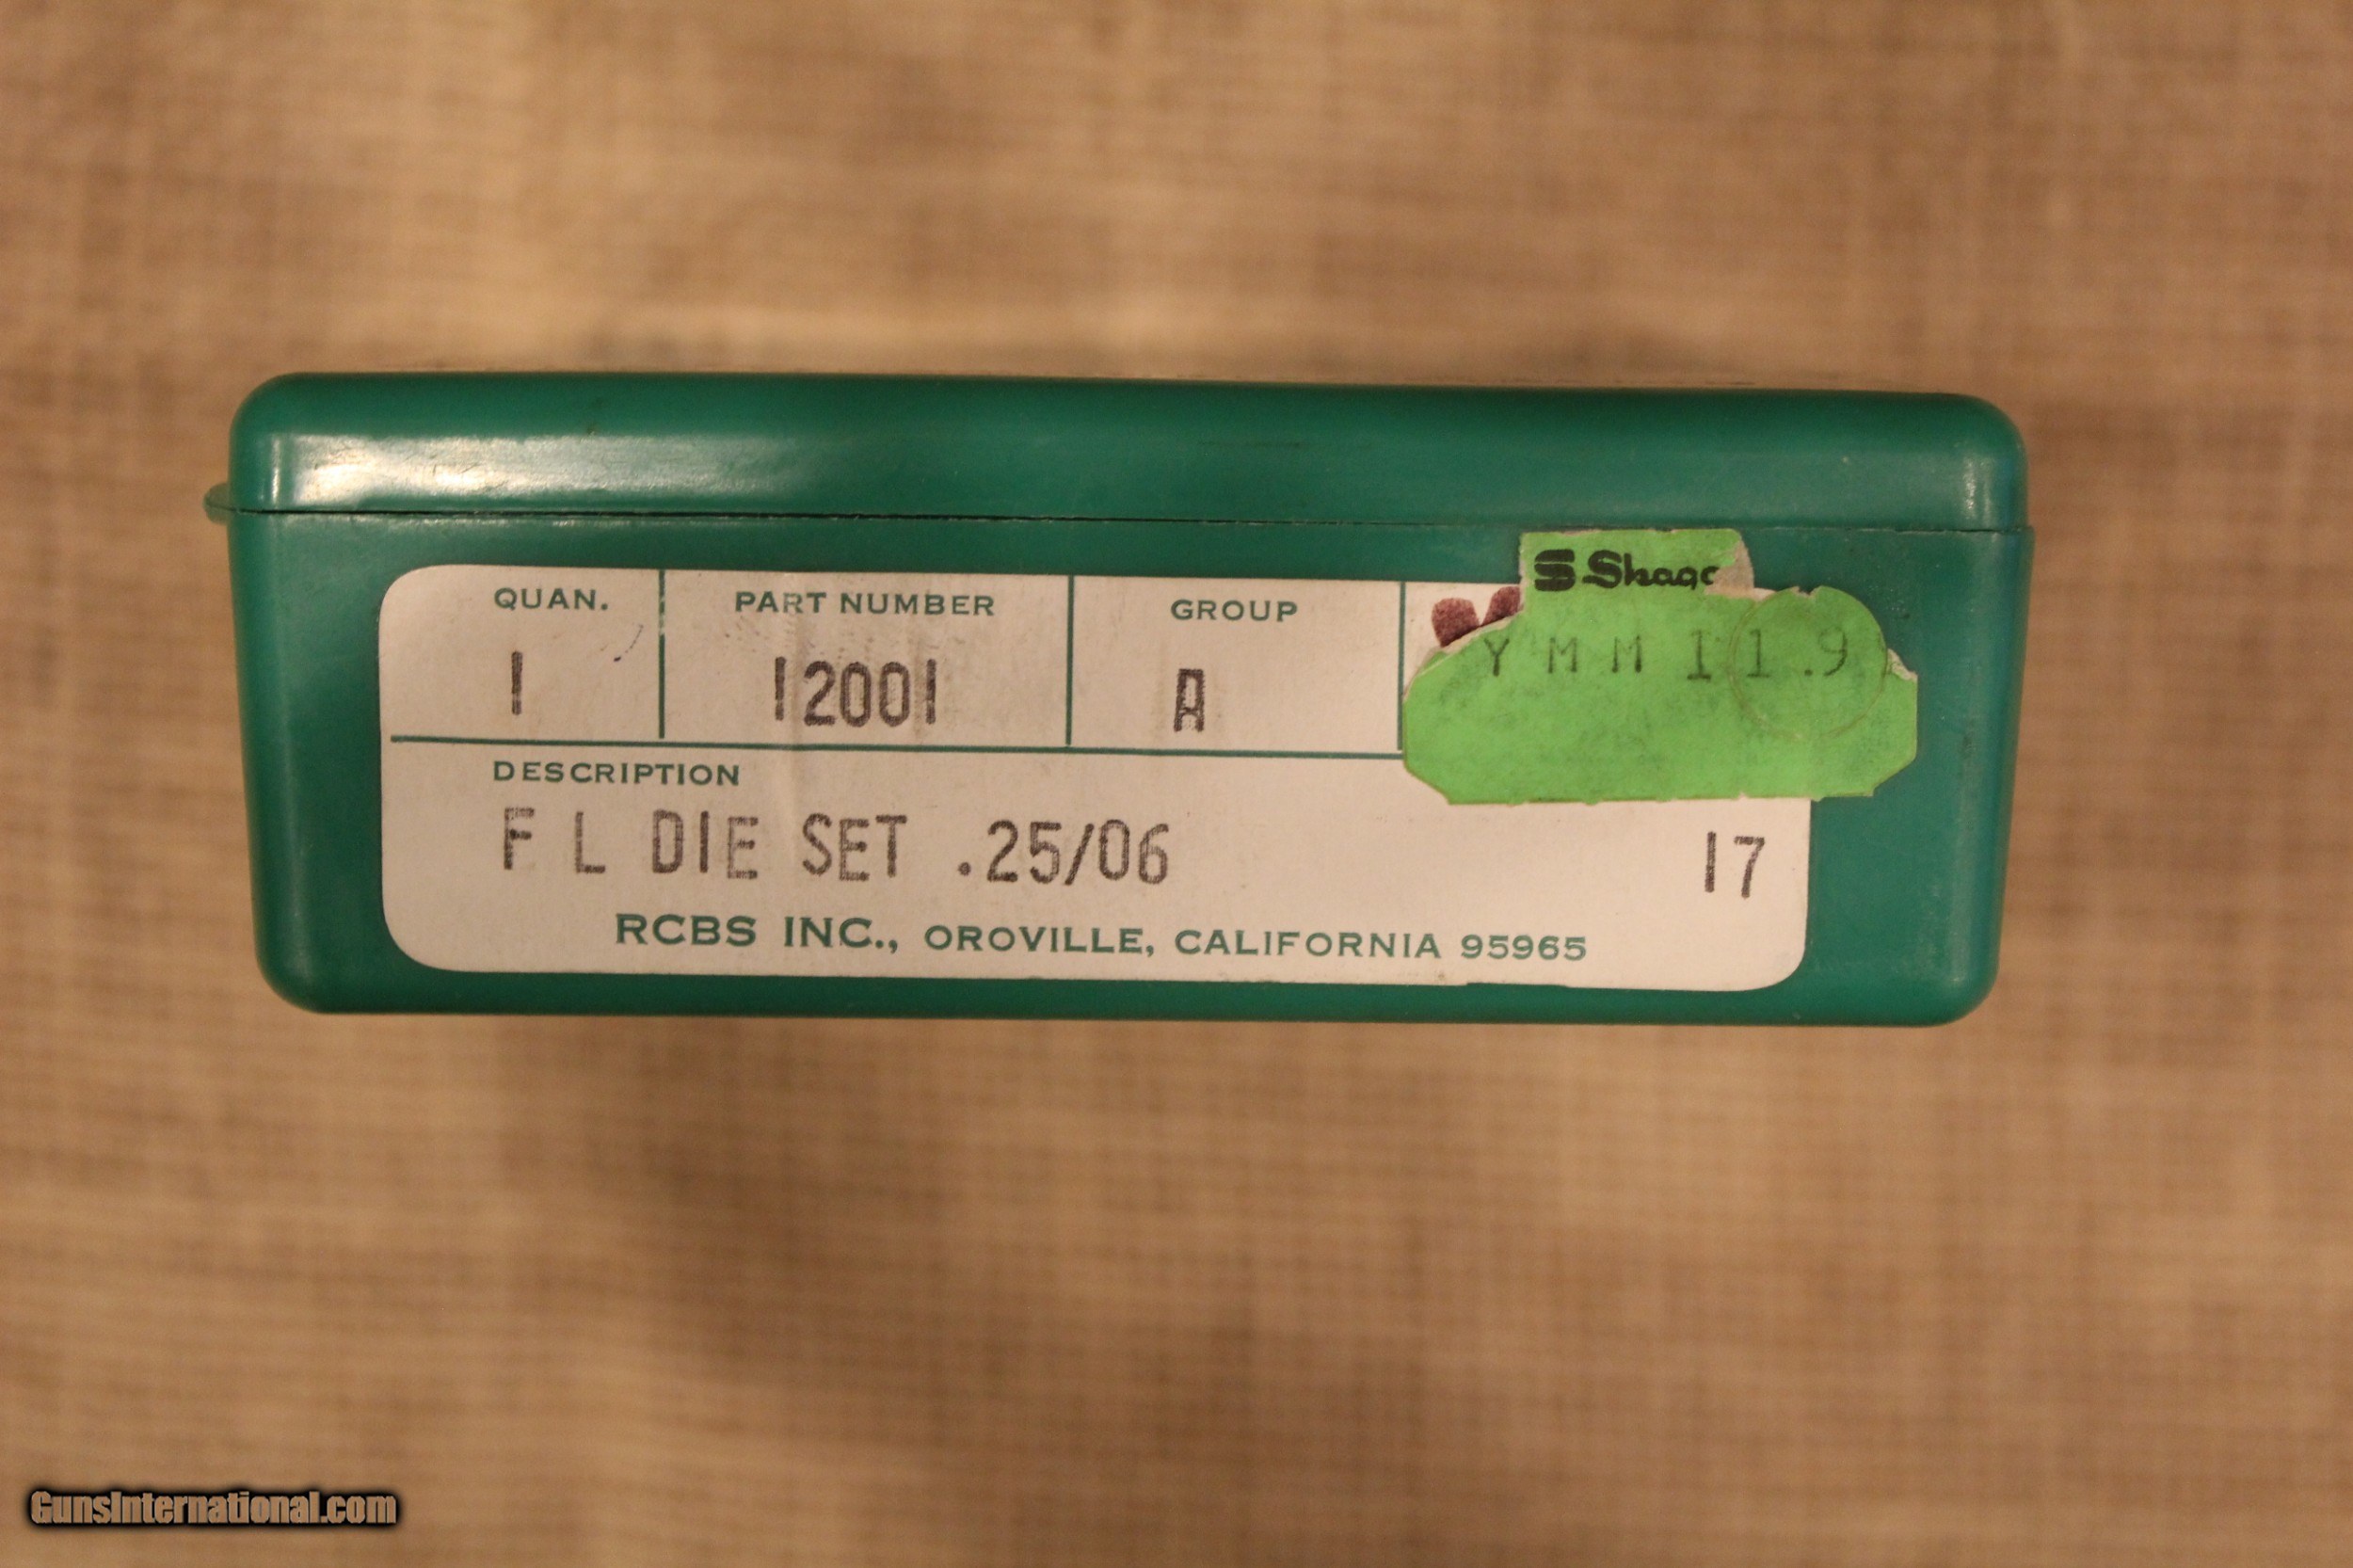 QUAN. PART NUMBER GROUP
1 12001 A
Y M M 1 1.9
DESCRIPTION
F L DIE SET .25/06
17
RCBS INC., OROVILLE, CALIFORNIA 95965
GunsInternational.com